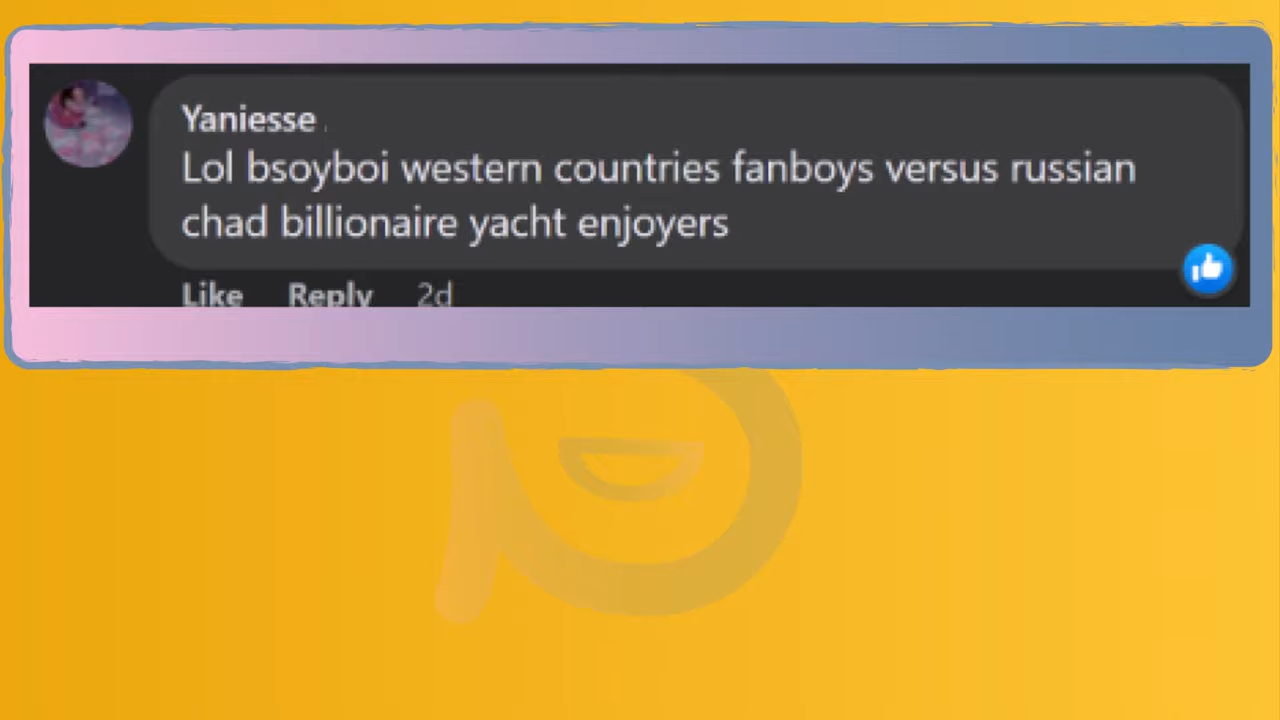 Yaniesse
Lol bsoyboi western countries fanboys versus russian
chad billionaire yacht enjoyers
Like Reply 2d